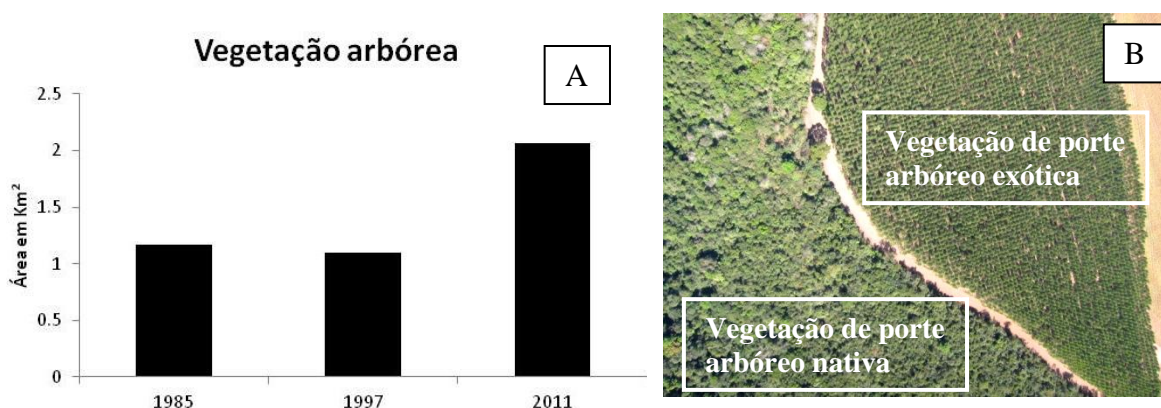 Vegetação arbórea
A
2.5
2
1.5
1
0.5
0
Área em Km²
1985
1997
2011
B
Vegetação de porte
arbóreo exótica
Vegetação de porte
arbóreo nativa